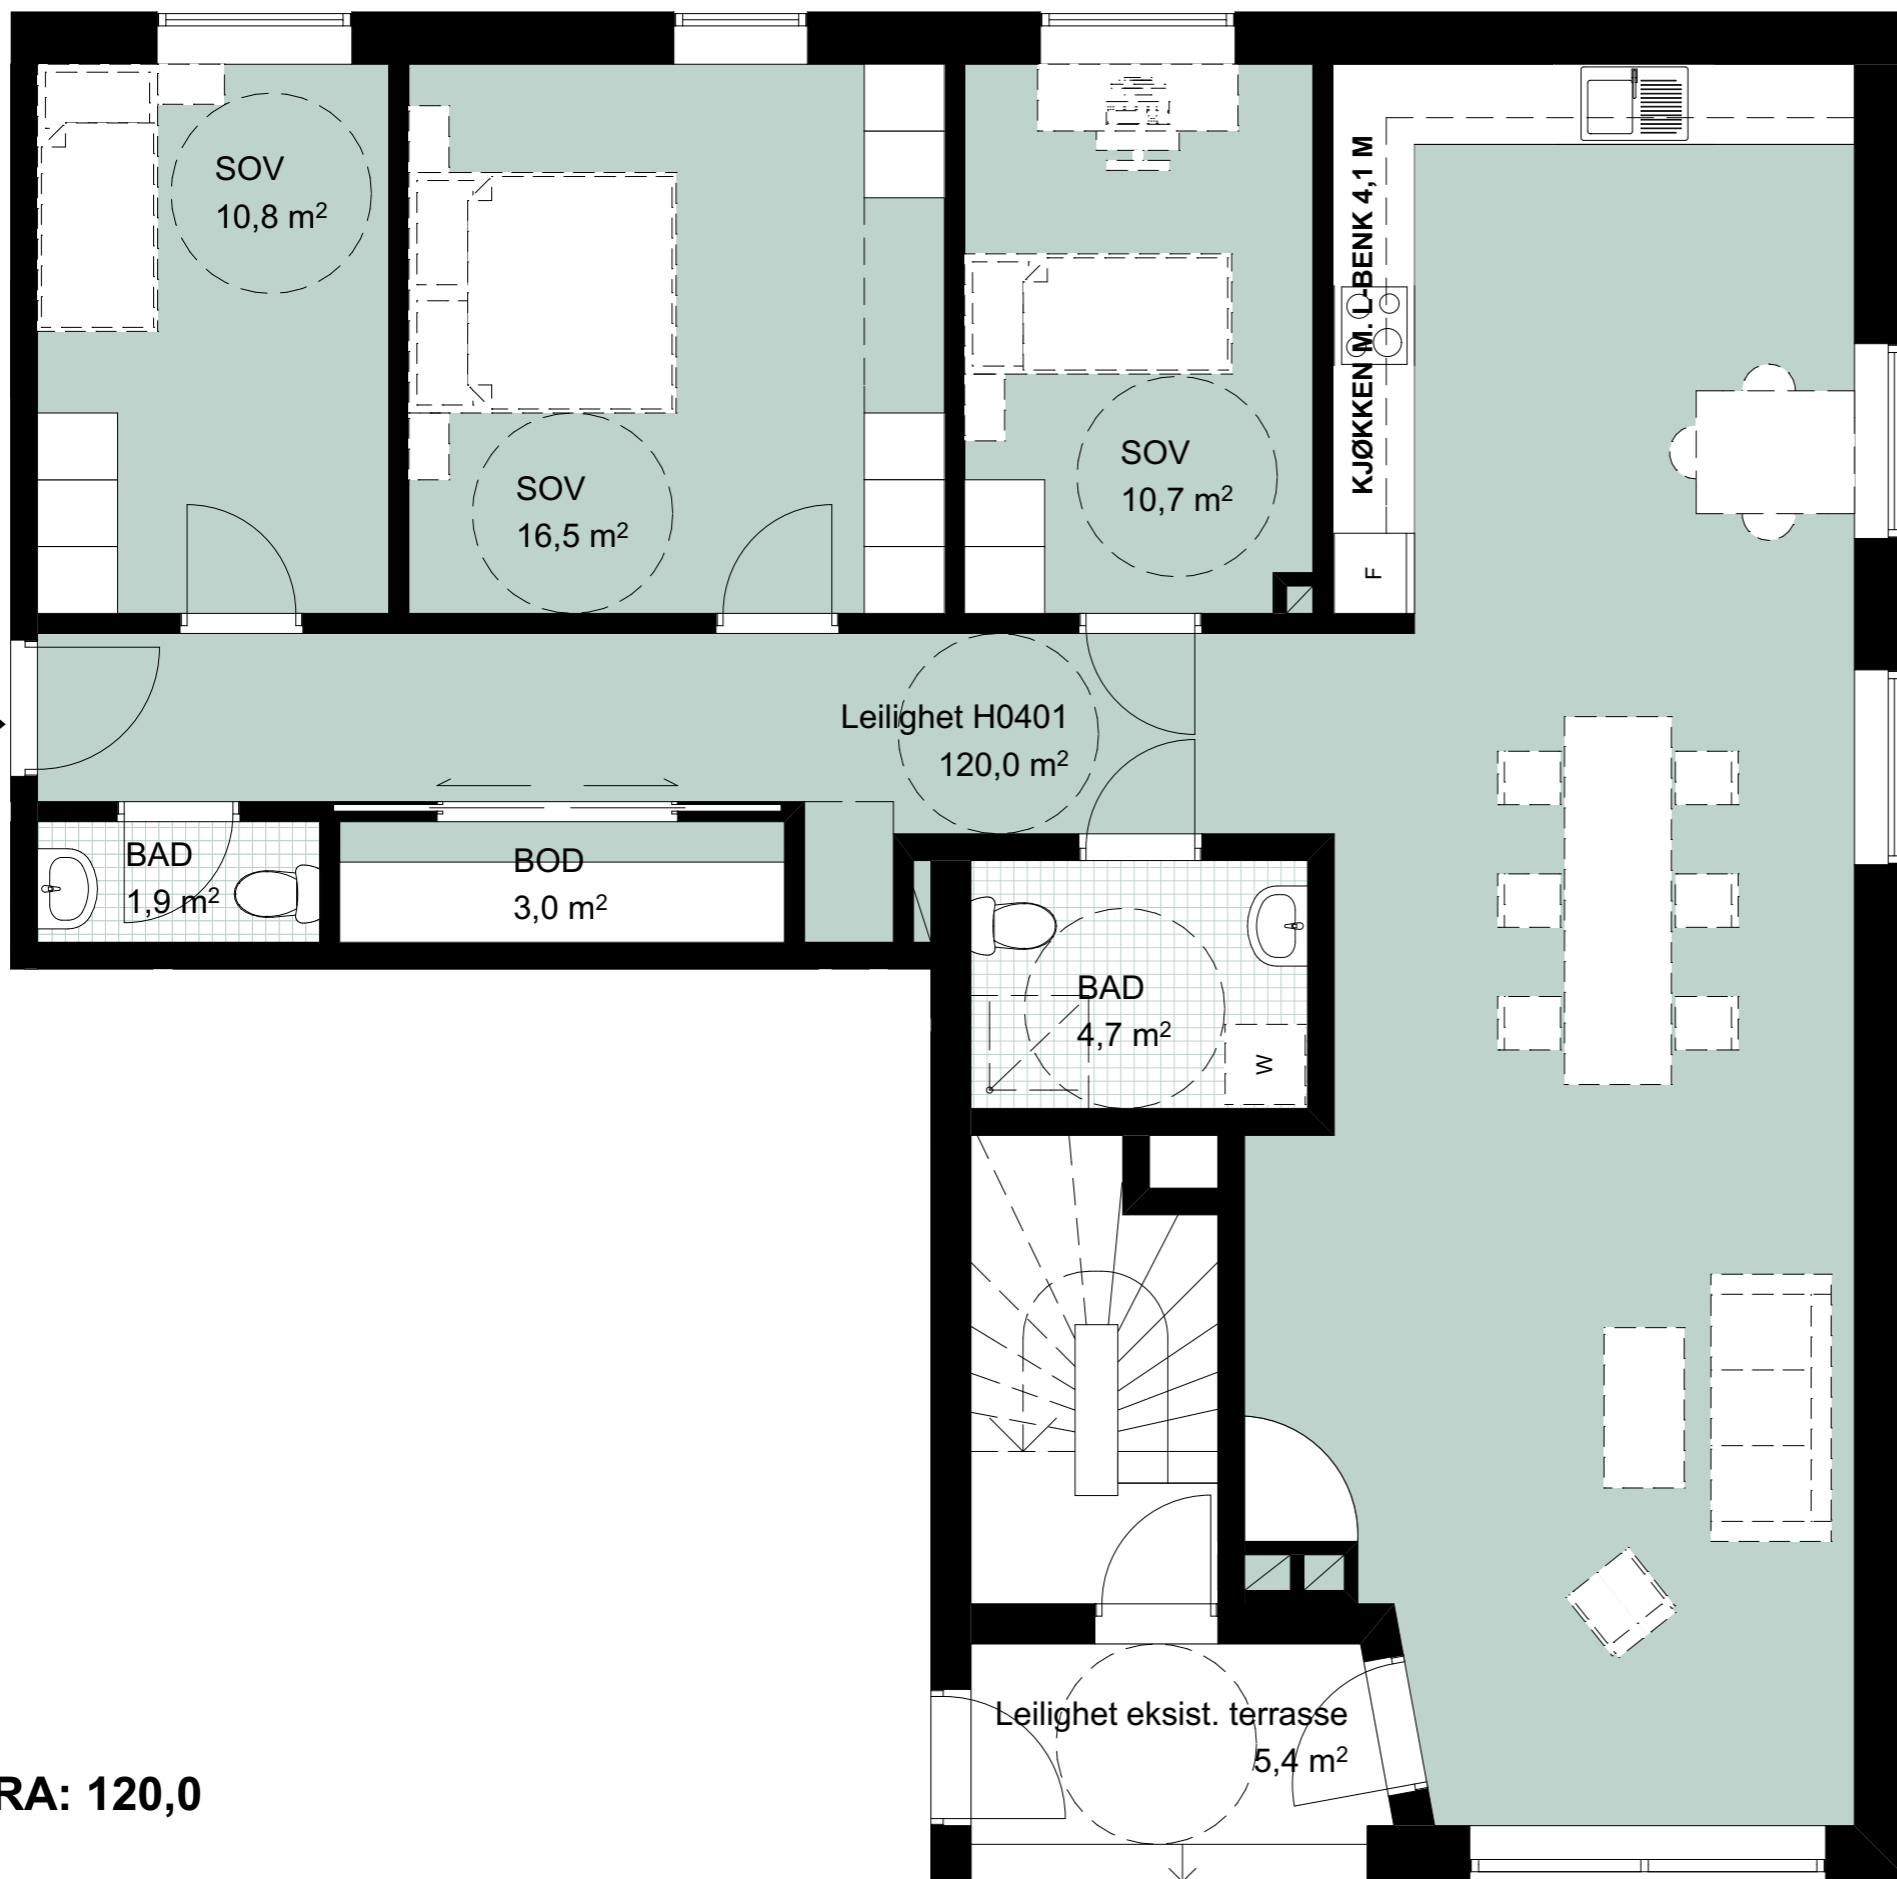 SOV
10,8 m²
SOV
16,5 m²
SOV
10,7 m²
KJØKKEN M. L-BENK 4,1 M
F
Leilighet H0401
120,0 m²
BAD
1,9 m²
BOD
3,0 m²
BAD
4,7 m²
W
Leilighet eksist. terrasse
5,4 m²
RA: 120,0